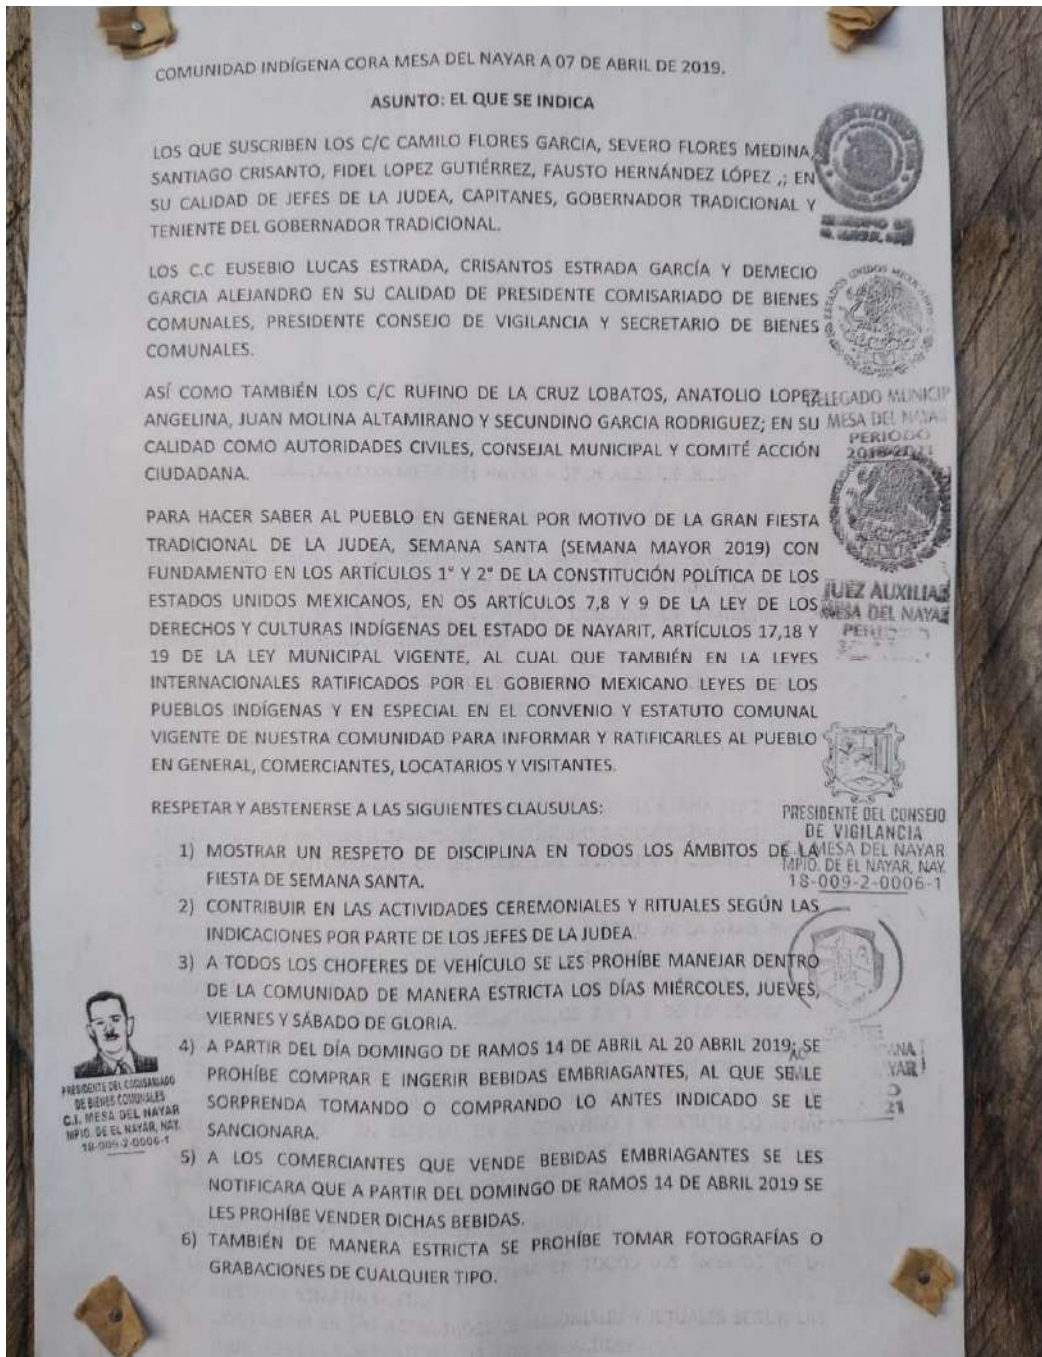 COMUNIDAD INDÍGENA CORA MESA DEL NAYAR A 07 DE ABRIL DE 2019.
ASUNTO: EL QUE SE INDICA
LOS QUE SUSCRIBEN LOS C/C CAMILO FLORES GARCIA, SEVERO FLORES MEDINA,
SANTIAGO CRISANTO, FIDEL LOPEZ GUTIÉRREZ, FAUSTO HERNÁNDEZ LÓPEZ ,; EN
SU CALIDAD DE JEFES DE LA JUDEA, CAPITANES, GOBERNADOR TRADICIONAL Y
TENIENTE DEL GOBERNADOR TRADICIONAL.
LOS C.C EUSEBIO LUCAS ESTRADA, CRISANTOS ESTRADA GARCÍA Y DEMECIO
GARCIA ALEJANDRO EN SU CALIDAD DE PRESIDENTE COMISARIADO DE BIENES
COMUNALES, PRESIDENTE CONSEJO DE VIGILANCIA Y SECRETARIO DE BIENES
COMUNALES.
ESTADOS UNIDOS MEXICANOS
ASÍ COMO TAMBIÉN LOS C/C RUFINO DE LA CRUZ LOBATOS, ANATOLIO LOPEZ
ANGELINA, JUAN MOLINA ALTAMIRANO Y SECUNDINO GARCIA RODRIGUEZ; EN SU
CALIDAD COMO AUTORIDADES CIVILES, CONSEJAL MUNICIPAL Y COMITÉ ACCIÓN
CIUDADANA.
DELEGADO MUNICIP
MESA DEL NAYAR
PERIODO
2018-2021
PARA HACER SABER AL PUEBLO EN GENERAL POR MOTIVO DE LA GRAN FIESTA
TRADICIONAL DE LA JUDEA, SEMANA SANTA (SEMANA MAYOR 2019) CON
FUNDAMENTO EN LOS ARTÍCULOS 1° Y 2° DE LA CONSTITUCIÓN POLÍTICA DE LOS
ESTADOS UNIDOS MEXICANOS, EN OS ARTÍCULOS 7,8 Y 9 DE LA LEY DE LOS
DERECHOS Y CULTURAS INDÍGENAS DEL ESTADO DE NAYARIT, ARTÍCULOS 17,18 Y
19 DE LA LEY MUNICIPAL VIGENTE, AL CUAL QUE TAMBIÉN EN LA LEYES
INTERNACIONALES RATIFICADOS POR EL GOBIERNO MEXICANO LEYES DE LOS
PUEBLOS INDÍGENAS Y EN ESPECIAL EN EL CONVENIO Y ESTATUTO COMUNAL
VIGENTE DE NUESTRA COMUNIDAD PARA INFORMAR Y RATIFICARLES AL PUEBLO
EN GENERAL, COMERCIANTES, LOCATARIOS Y VISITANTES.
JUEZ AUXILIAR
MESA DEL NAYAR
RESPETAR Y ABSTENERSE A LAS SIGUIENTES CLAUSULAS:
PRESIDENTE DEL CONSEJO
DE VIGILANCIA
MESA DEL NAYAR
MPIO. DE EL NAYAR, NAY.
18-009-2-0006-1
1) MOSTRAR UN RESPETO DE DISCIPLINA EN TODOS LOS ÁMBITOS DE LA
FIESTA DE SEMANA SANTA.
2) CONTRIBUIR EN LAS ACTIVIDADES CEREMONIALES Y RITUALES SEGÚN LAS
INDICACIONES POR PARTE DE LOS JEFES DE LA JUDEA.
3) A TODOS LOS CHOFERES DE VEHÍCULO SE LES PROHÍBE MANEJAR DENTRO
DE LA COMUNIDAD DE MANERA ESTRICTA LOS DÍAS MIÉRCOLES, JUEVES,
VIERNES Y SÁBADO DE GLORIA.
4) A PARTIR DEL DÍA DOMINGO DE RAMOS 14 DE ABRIL AL 20 ABRIL 2019; SE
PROHÍBE COMPRAR E INGERIR BEBIDAS EMBRIAGANTES, AL QUE SE LE
SORPRENDA TOMANDO O COMPRANDO LO ANTES INDICADO SE LE
SANCIONARA.
PRESIDENTE DEL COMISARIADO
DE BIENES COMUNALES
C.I. MESA DEL NAYAR
MPIO. DE EL NAYAR, NAY.
18-009-2-0006-1
5) A LOS COMERCIANTES QUE VENDE BEBIDAS EMBRIAGANTES SE LES
NOTIFICARA QUE A PARTIR DEL DOMINGO DE RAMOS 14 DE ABRIL 2019 SE
LES PROHÍBE VENDER DICHAS BEBIDAS.
6) TAMBIÉN DE MANERA ESTRICTA SE PROHÍBE TOMAR FOTOGRAFÍAS O
GRABACIONES DE CUALQUIER TIPO.